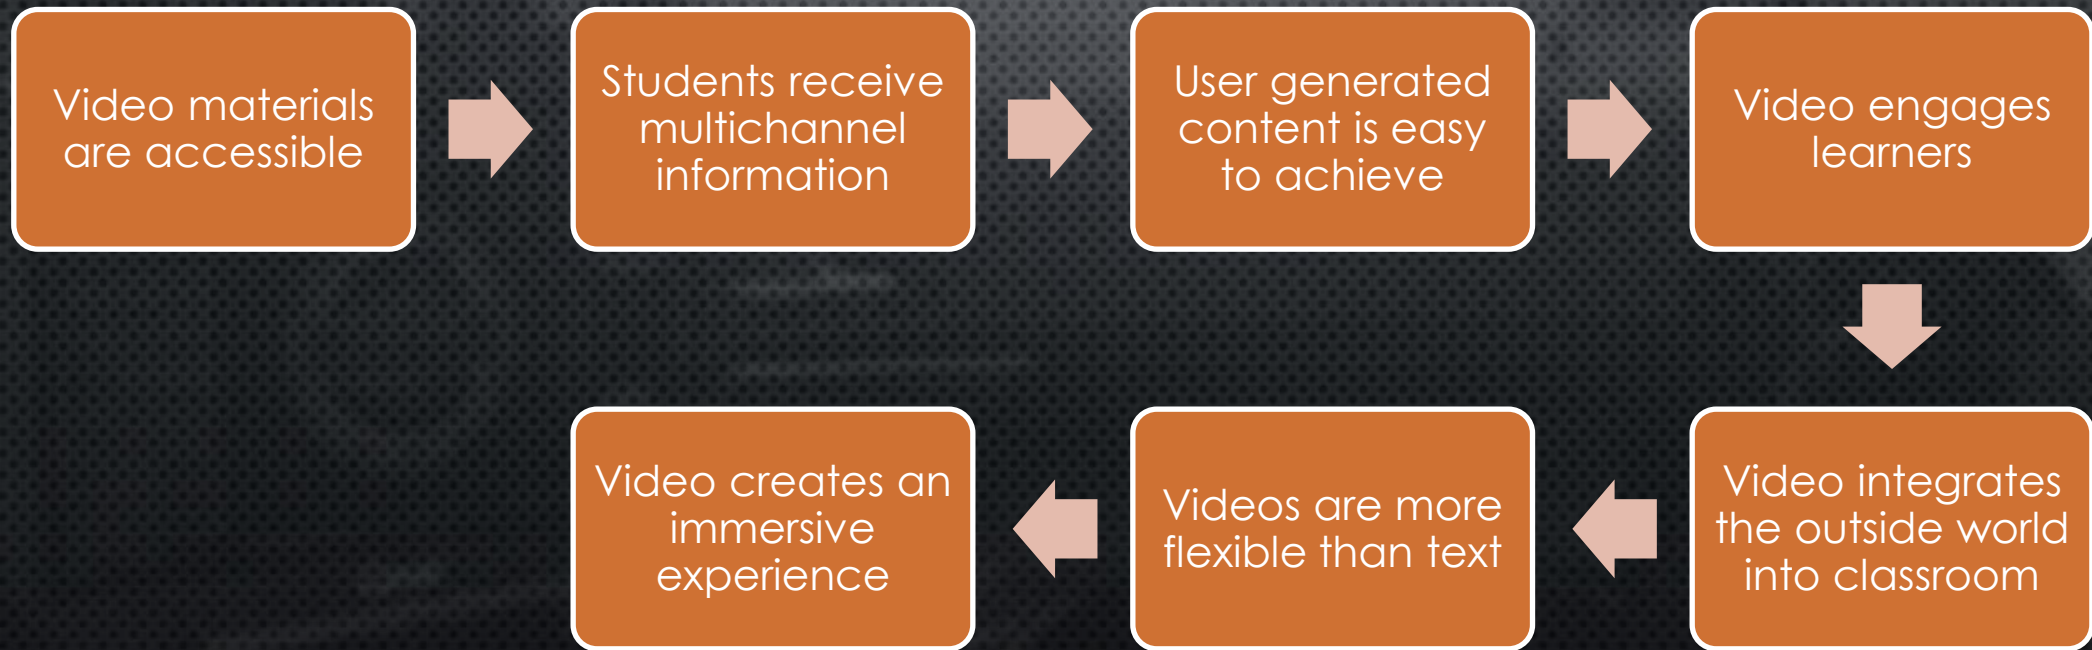 Video materials
are accessible
Students receive
multichannel
information
User generated
content is easy
to achieve
Video engages
learners
Video integrates
the outside world
into classroom
Videos are more
flexible than text
Video creates an
immersive
experience